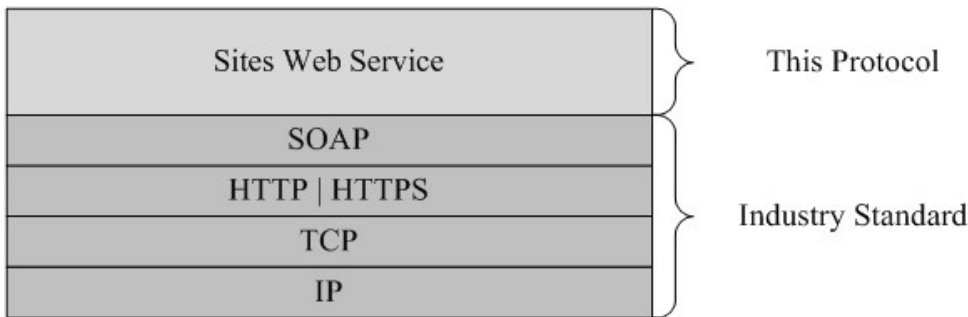 Sites Web Service
This Protocol
SOAP
HTTP | HTTPS
TCP
IP
Industry Standard